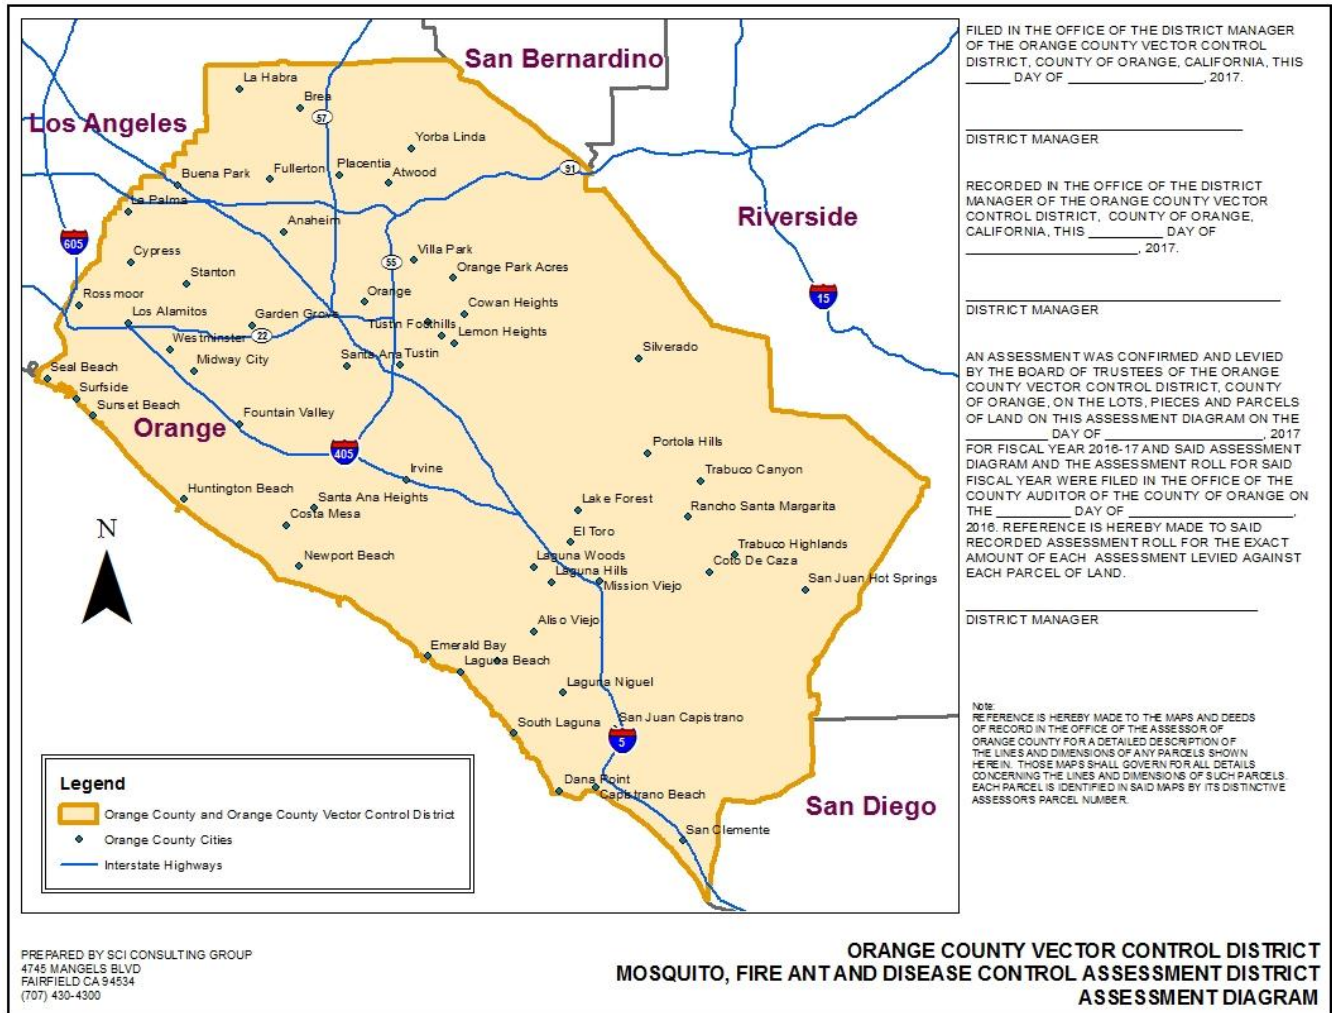 San Bernardino
La Habra
Brea
57
Los Angeles
Yorba Linda
91
Placentia
Fullerton
Atwood
Buena Park
La Palma
Riverside
Anaheim
605
Cypress
Villa Park
55
Orange Park Acres
Stanton
Rossmoor
Orange
15
Cowan Heights
Los Alamitos
Garden Grove
Tustin Foothills
22
Lemon Heights
Westminster
Silverado
Midway City
Santa Ana
Tustin
Seal Beach
Surfside
Sunset Beach
Fountain Valley
Orange
Portola Hills
405
Irvine
Trabuco Canyon
Huntington Beach
Santa Ana Heights
Lake Forest
Rancho Santa Margarita
Costa Mesa
El Toro
N
Trabuco Highlands
Newport Beach
Laguna Woods
Coto De Caza
Laguna Hills
San Juan Hot Springs
Mission Viejo
Aliso Viejo
Emerald Bay
Laguna Beach
Laguna Niguel
South Laguna
San Juan Capistrano
5
Dana Point
Capistrano Beach
San Diego
San Clemente
Legend
Orange County and Orange County Vector Control District
Orange County Cities
Interstate Highways
FILED IN THE OFFICE OF THE DISTRICT MANAGER
OF THE ORANGE COUNTY VECTOR CONTROL
DISTRICT, COUNTY OF ORANGE, CALIFORNIA, THIS
______ DAY OF __________________, 2017.
DISTRICT MANAGER
RECORDED IN THE OFFICE OF THE DISTRICT
MANAGER OF THE ORANGE COUNTY VECTOR
CONTROL DISTRICT, COUNTY OF ORANGE,
CALIFORNIA, THIS __________ DAY OF
_______________________, 2017.
DISTRICT MANAGER
AN ASSESSMENT WAS CONFIRMED AND LEVIED
BY THE BOARD OF TRUSTEES OF THE ORANGE
COUNTY VECTOR CONTROL DISTRICT, COUNTY
OF ORANGE, ON THE LOTS, PIECES AND PARCELS
OF LAND ON THIS ASSESSMENT DIAGRAM ON THE
___________ DAY OF _____________________, 2017
FOR FISCAL YEAR 2016-17 AND SAID ASSESSMENT
DIAGRAM AND THE ASSESSMENT ROLL FOR SAID
FISCAL YEAR WERE FILED IN THE OFFICE OF THE
COUNTY AUDITOR OF THE COUNTY OF ORANGE ON
THE __________ DAY OF ______________________,
2016. REFERENCE IS HEREBY MADE TO SAID
RECORDED ASSESSMENT ROLL FOR THE EXACT
AMOUNT OF EACH ASSESSMENT LEVIED AGAINST
EACH PARCEL OF LAND.
DISTRICT MANAGER
Note:
REFERENCE IS HEREBY MADE TO THE MAPS AND DEEDS
OF RECORD IN THE OFFICE OF THE ASSESSOR OF
ORANGE COUNTY FOR A DETAILED DESCRIPTION OF
THE LINES AND DIMENSIONS OF ANY PARCELS SHOWN
HEREIN. THOSE MAPS SHALL GOVERN FOR ALL DETAILS
CONCERNING THE LINES AND DIMENSIONS OF SUCH PARCELS.
EACH PARCEL IS IDENTIFIED IN SAID MAPS BY ITS DISTINCTIVE
ASSESSOR'S PARCEL NUMBER.
PREPARED BY SCI CONSULTING GROUP
4745 MANGELS BLVD
FAIRFIELD CA 94534
(707) 430-4300
ORANGE COUNTY VECTOR CONTROL DISTRICT
MOSQUITO, FIRE ANT AND DISEASE CONTROL ASSESSMENT DISTRICT
ASSESSMENT DIAGRAM